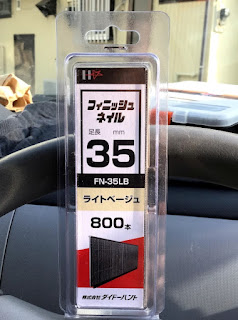 フィニッシュ
ネイル
足長 mm
35
FN-35LB
ライトベージュ
800本
株式会社 ダイドーハント